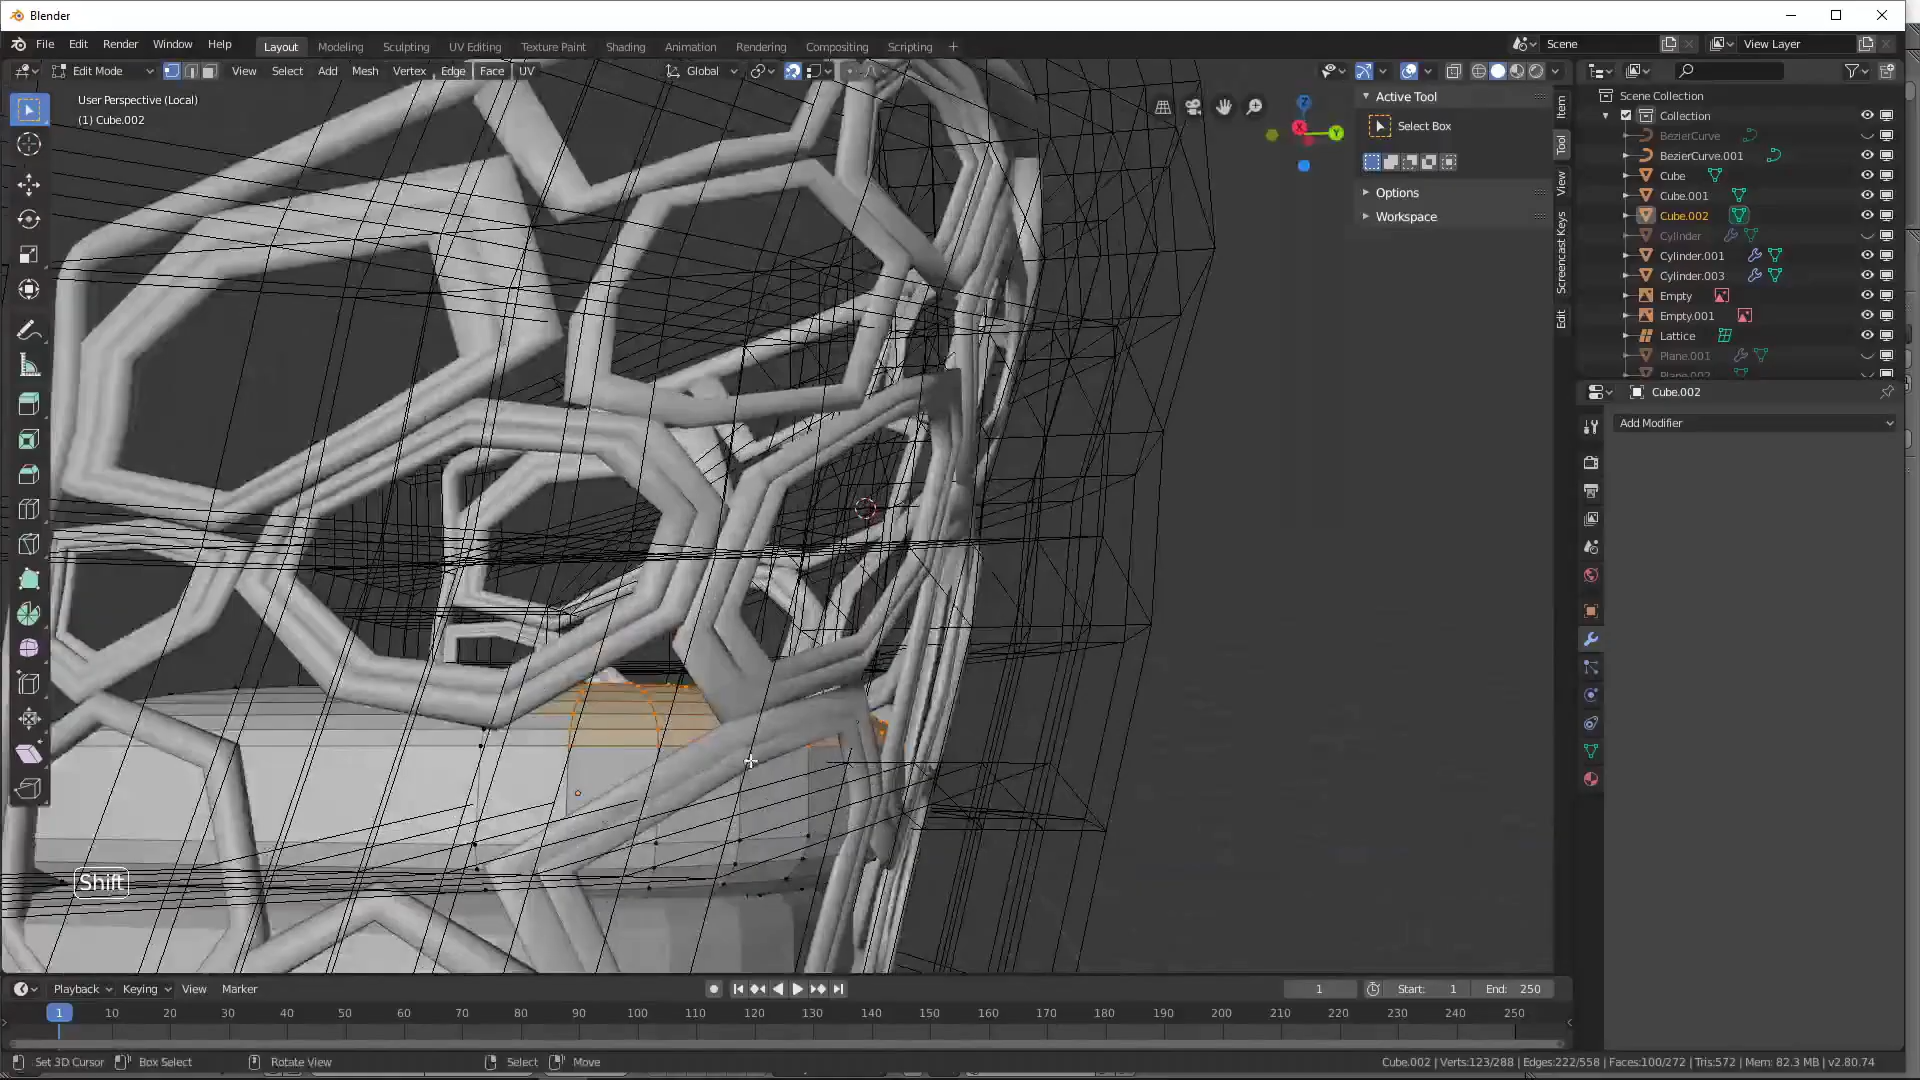 Blender
File Edit Render Window Help
Layout Modeling Sculpting UV Editing Texture Paint Shading Animation Rendering Compositing Scripting +
Scene
View Layer
Edit Mode
View Select Add Mesh Vertex Edge Face UV
Global
User Perspective (Local)
(1) Cube.002
Z
X
Y
Active Tool
Select Box
Options
Workspace
Item
Tool
View
Screencast Keys
Edit
Scene Collection
Collection
BezierCurve
BezierCurve.001
Cube
Cube.001
Cube.002
Cylinder
Cylinder.001
Cylinder.003
Empty
Empty.001
Lattice
Plane.001
Plane.002
Cube.002
Add Modifier
Shift
Playback Keying View Marker
1
Start: 1
End: 250
1 10 20 30 40 50 60 70 80 90 100 110 120 130 140 150 160 170 180 190 200 210 220 230 240 250
Set 3D Cursor Box Select Rotate View Select Move
Cube.002 | Verts:123/288 | Edges:222/558 | Faces:100/272 | Tris:572 | Mem: 82.3 MB | v2.80.74